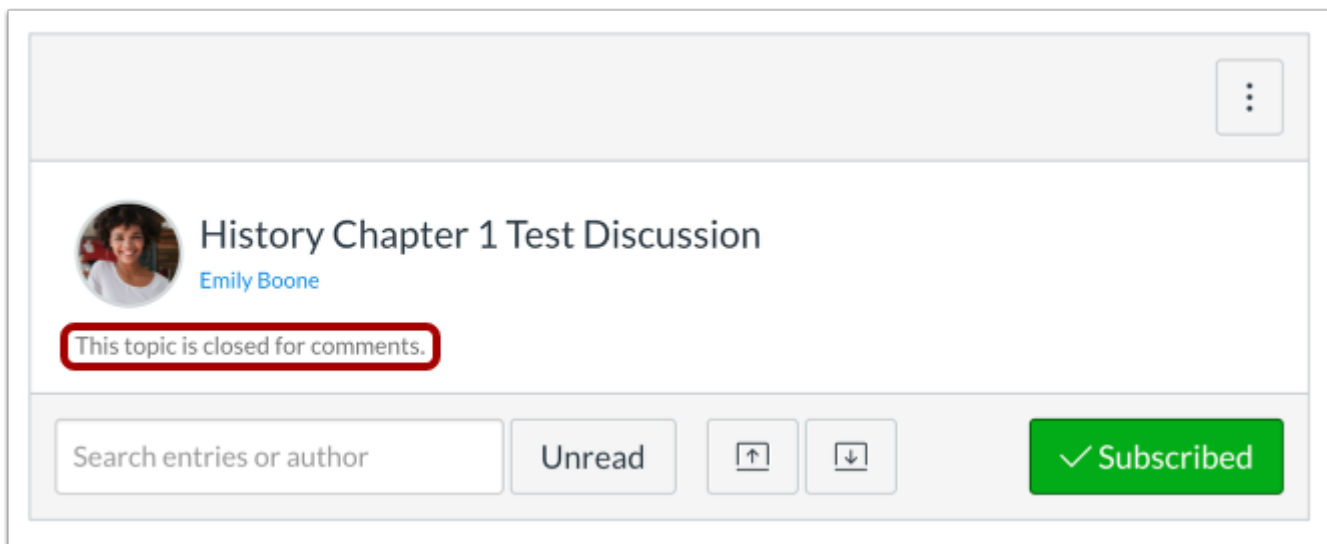 History Chapter 1 Test Discussion
Emily Boone
This topic is closed for comments.
Search entries or author
Unread
Subscribed